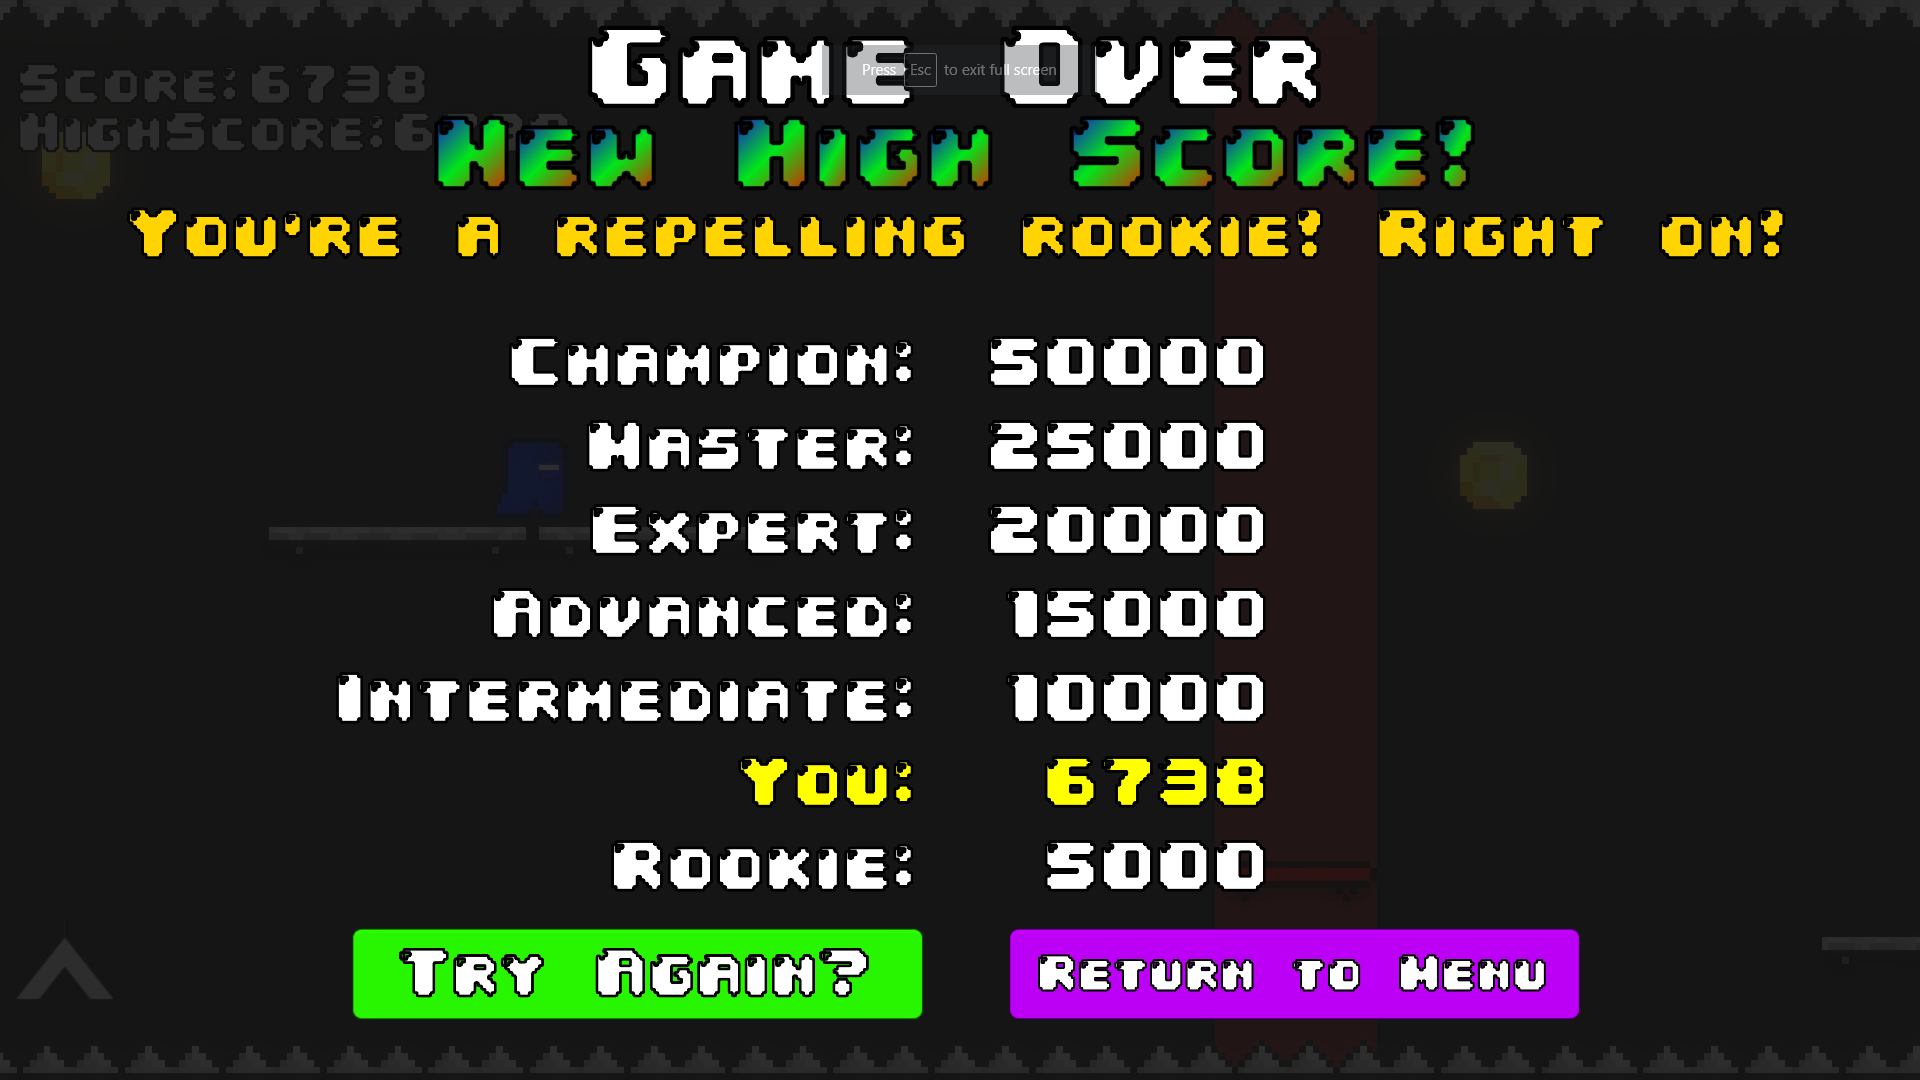 Game Over
Press Esc to exit full screen
Score:6738
HighScore:6738
New High Score!
You're a repelling rookie! Right on!
Champion: 50000
Master: 25000
Expert: 20000
Advanced: 15000
Intermediate: 10000
You: 6738
Rookie: 5000
Try Again?
Return to Menu